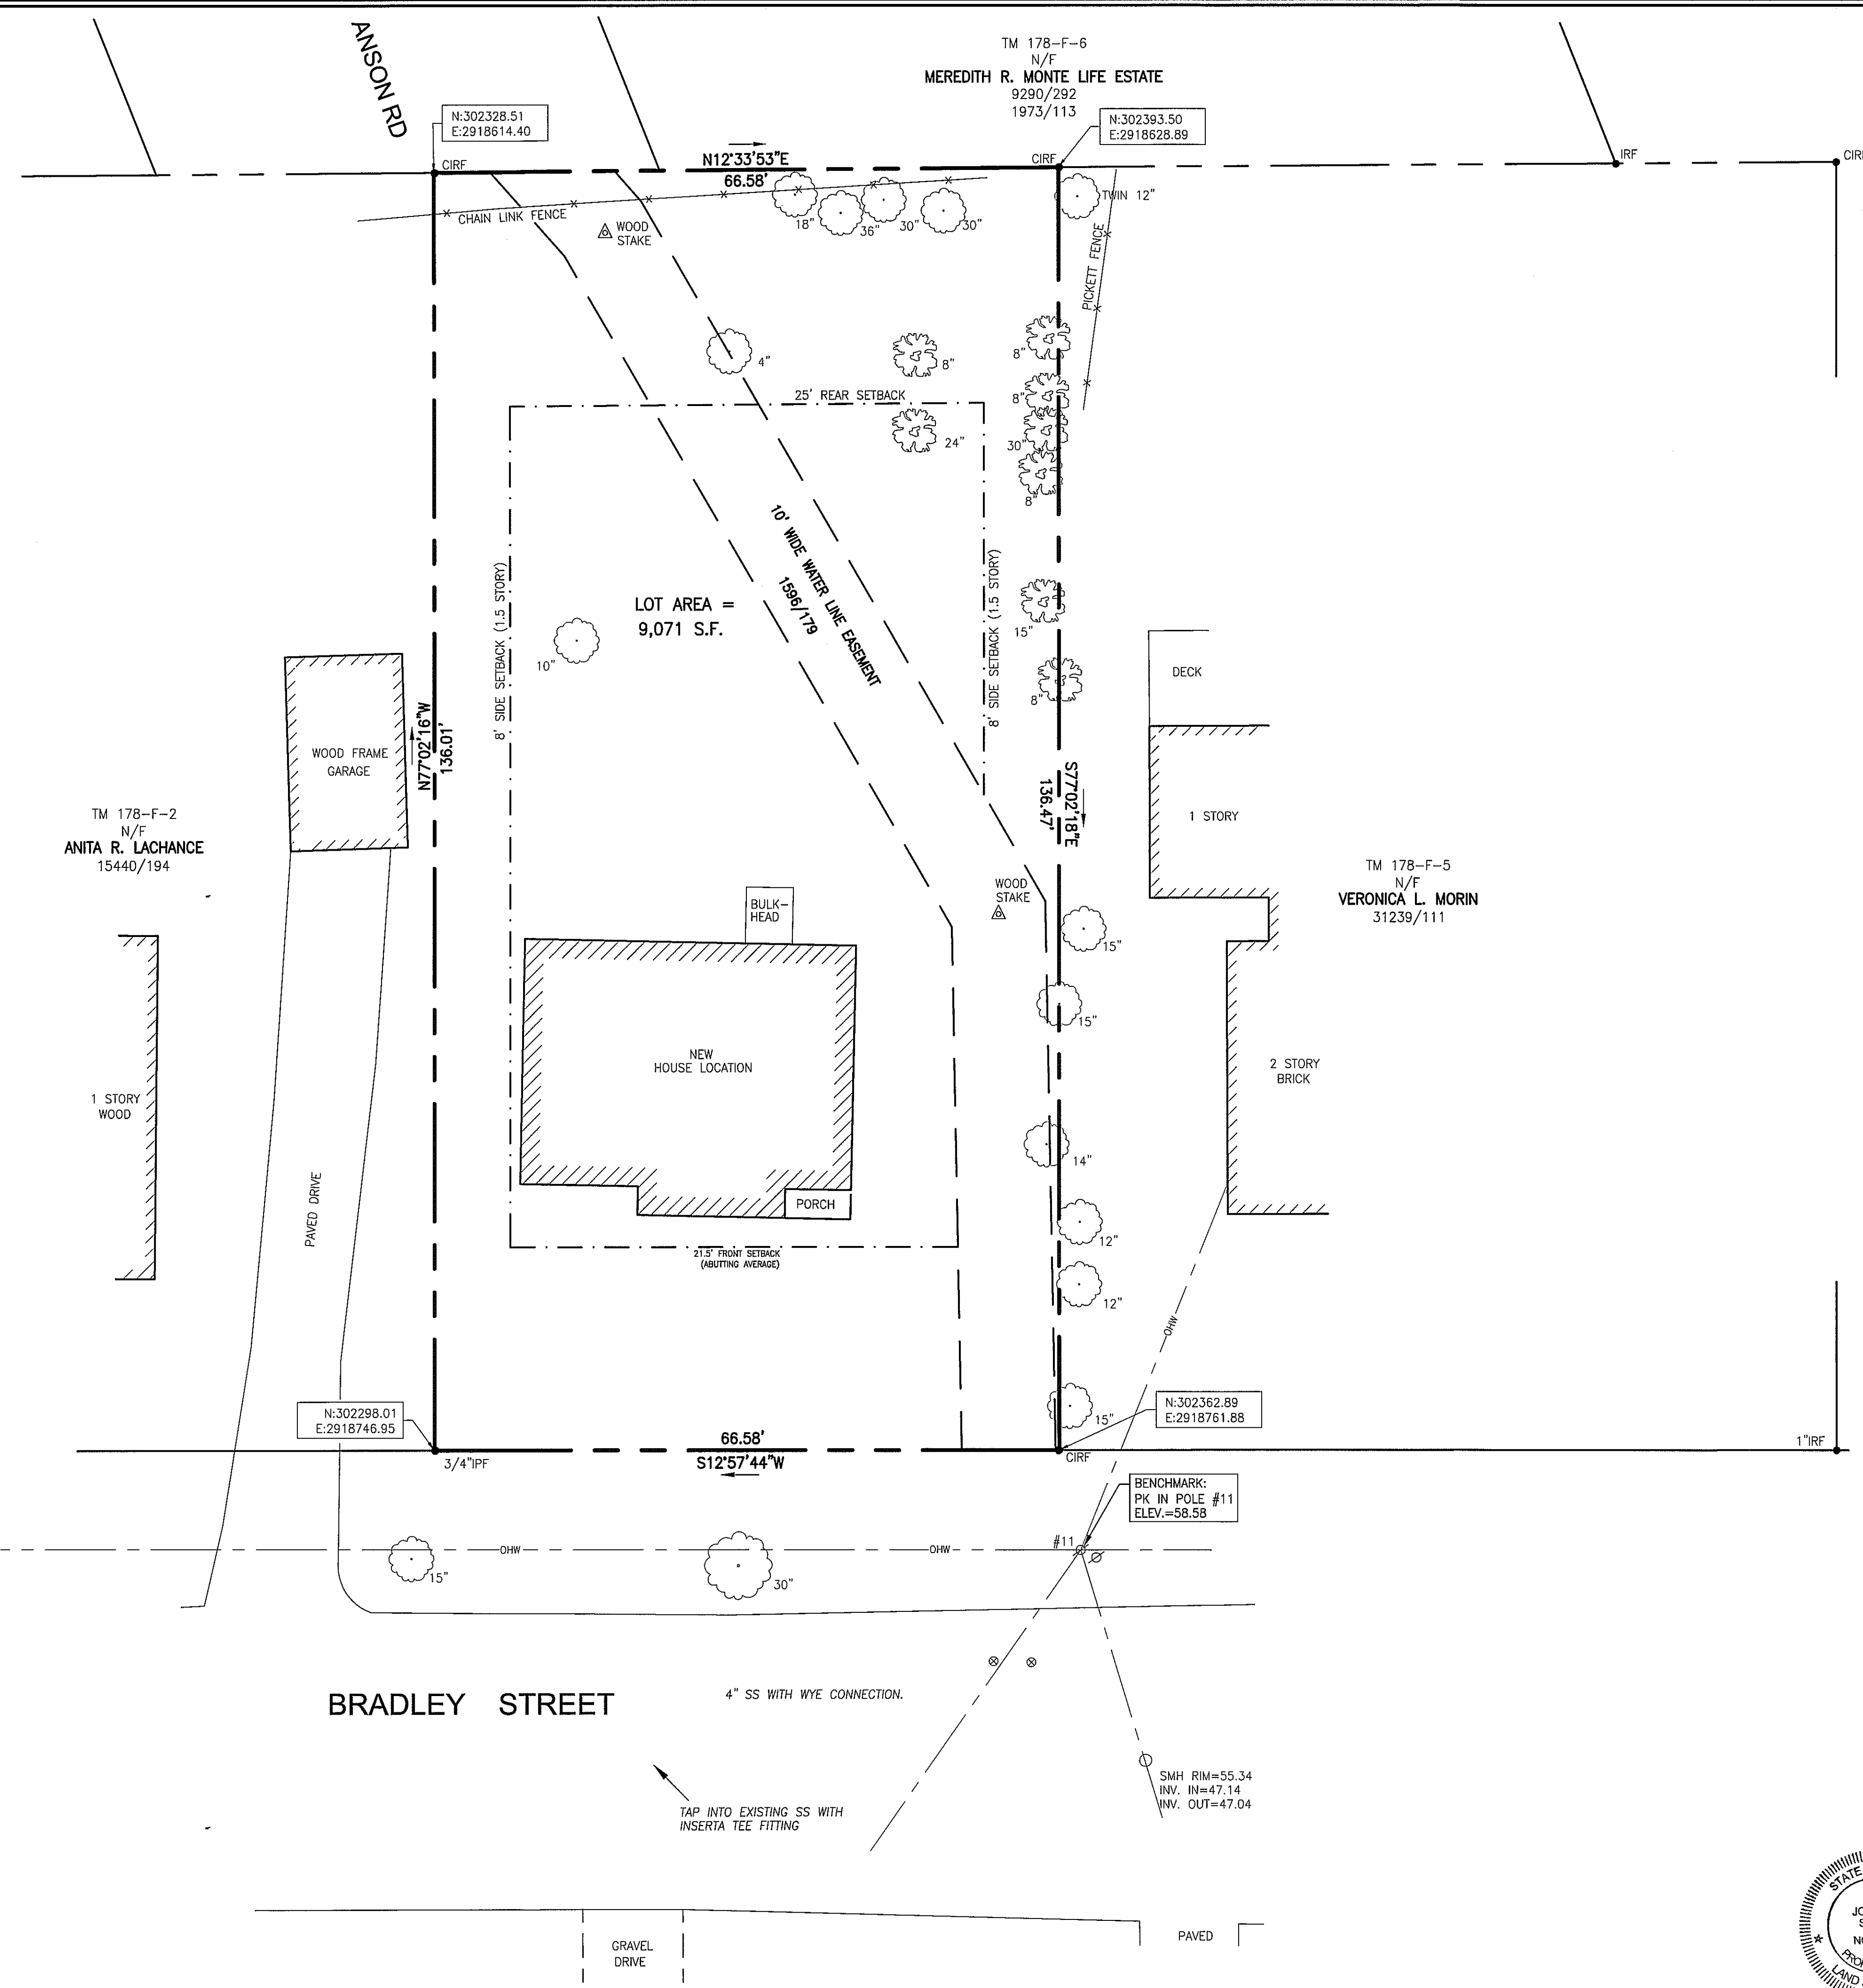 ANSON RD
TM 178-F-6
N/F
MEREDITH R. MONTE LIFE ESTATE
9290/292
1973/113
N:302328.51
E:2918614.40
N:302393.50
E:2918628.89
CIRF
N12°33'53"E
66.58'
CIRF
IRF
CHAIN LINK FENCE
WOOD
STAKE
18"
36"
30"
30"
TWIN 12"
PICKETT FENCE
4"
8"
8"
25' REAR SETBACK
8"
24"
30"
8"
10' WIDE WATER LINE EASEMENT
1596/179
8' SIDE SETBACK (1.5 STORY)
8' SIDE SETBACK (1.5 STORY)
LOT AREA =
9,071 S.F.
10"
15"
8"
DECK
N77°02'16"W
136.01'
WOOD FRAME
GARAGE
S77°02'18"E
136.47'
1 STORY
TM 178-F-2
N/F
ANITA R. LACHANCE
15440/194
TM 178-F-5
N/F
VERONICA L. MORIN
31239/111
WOOD
STAKE
BULK-
HEAD
15"
15"
NEW
HOUSE LOCATION
2 STORY
BRICK
1 STORY
WOOD
14"
PAVED DRIVE
PORCH
12"
21.5' FRONT SETBACK
(ABUTTING AVERAGE)
12"
OHW
N:302298.01
E:2918746.95
N:302362.89
E:2918761.88
15"
66.58'
S12°57'44"W
3/4"IPF
CIRF
1"IRF
BENCHMARK:
PK IN POLE #11
ELEV.=58.58
#11
OHW
OHW
15"
30"
BRADLEY STREET
4" SS WITH WYE CONNECTION.
SMH RIM=55.34
INV. IN=47.14
INV. OUT=47.04
TAP INTO EXISTING SS WITH
INSERTA TEE FITTING
GRAVEL
DRIVE
PAVED
STATE
LAND